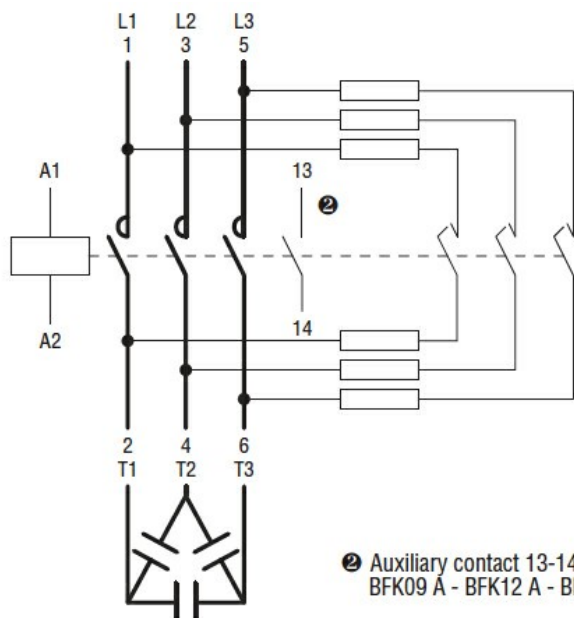 L1 L2 L3
1 3 5
A1
13 ❷
14
A2
2 4 6
T1 T2 T3
❷ Auxiliary contact 13-14
BFK09 A - BFK12 A -